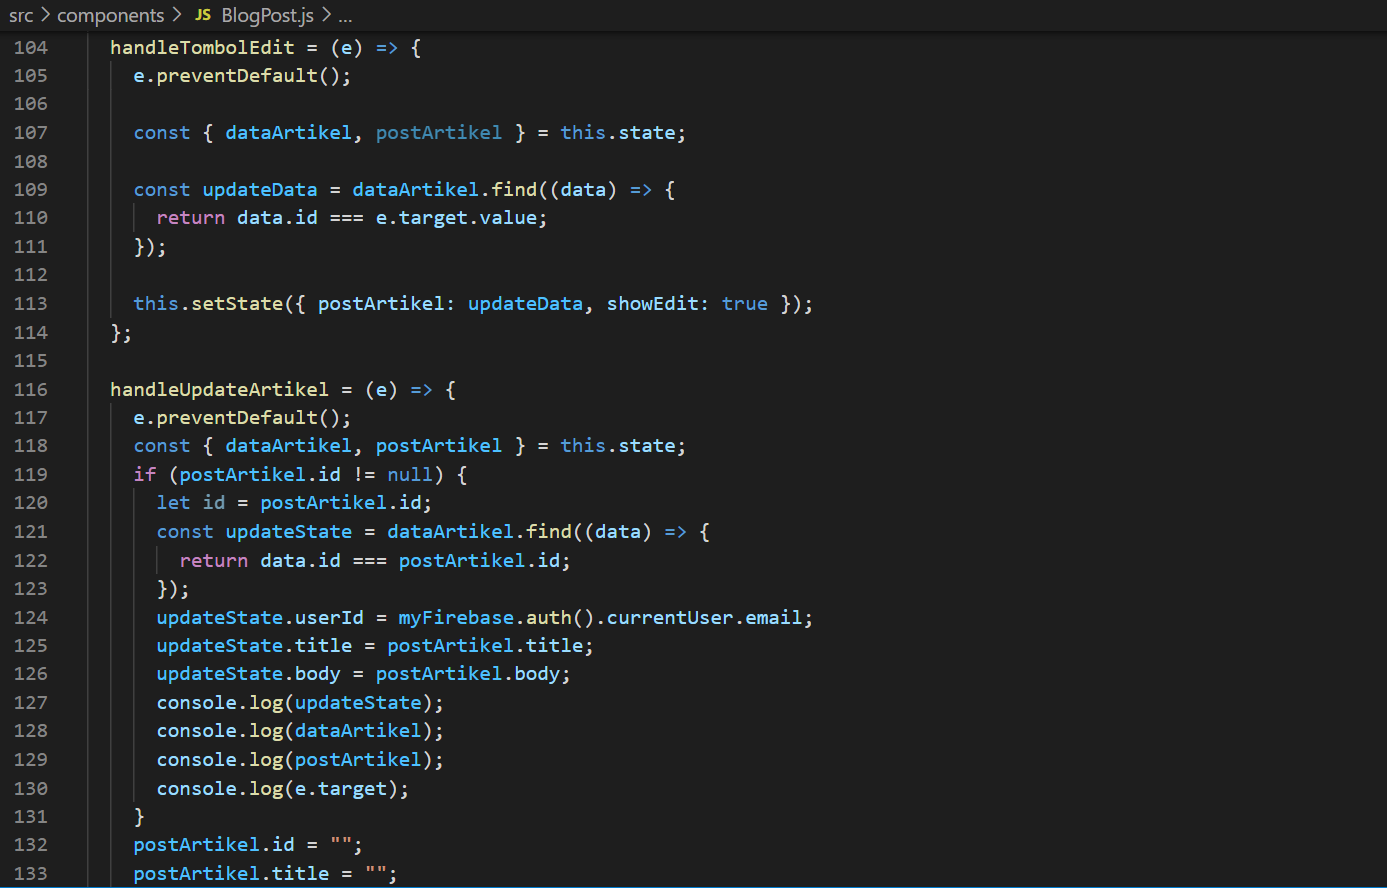 src > components > JS BlogPost.js > ...
104 handleTombolEdit = (e) => {
105 e.preventDefault();
106
107 const { dataArtikel, postArtikel } = this.state;
108
109 const updateData = dataArtikel.find((data) => {
110 return data.id === e.target.value;
111 });
112
113 this.setState({ postArtikel: updateData, showEdit: true });
114 };
115
116 handleUpdateArtikel = (e) => {
117 e.preventDefault();
118 const { dataArtikel, postArtikel } = this.state;
119 if (postArtikel.id != null) {
120 let id = postArtikel.id;
121 const updateState = dataArtikel.find((data) => {
122 return data.id === postArtikel.id;
123 });
124 updateState.userId = myFirebase.auth().currentUser.email;
125 updateState.title = postArtikel.title;
126 updateState.body = postArtikel.body;
127 console.log(updateState);
128 console.log(dataArtikel);
129 console.log(postArtikel);
130 console.log(e.target);
131 }
132 postArtikel.id = "";
133 postArtikel.title = "";